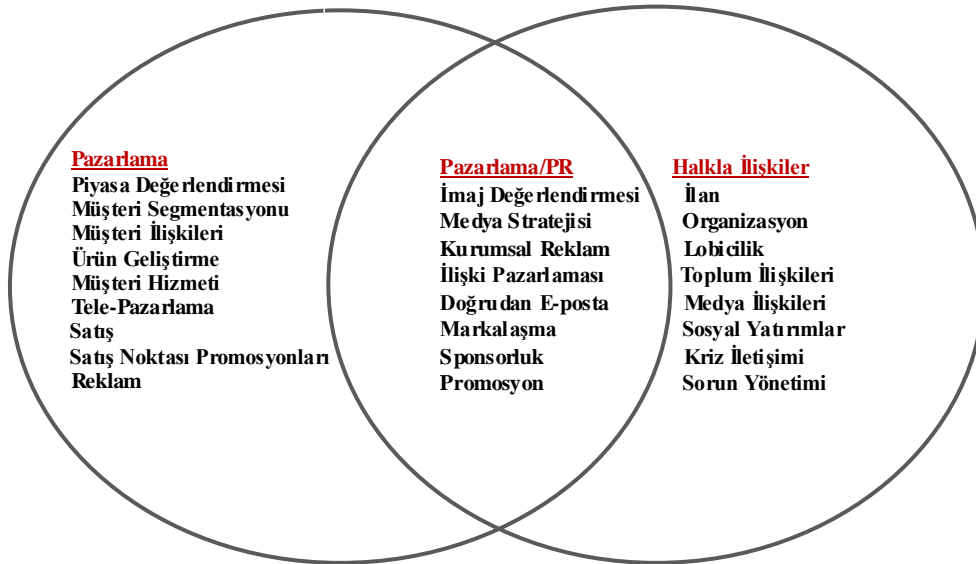 Pazarlama
Piyasa Değerlendirmesi
Müşteri Segmentasyonu
Müşteri İlişkileri
Ürün Geliştirme
Müşteri Hizmeti
Tele-Pazarlama
Satış
Satış Noktası Promosyonları
Reklam
Pazarlama/PR
İmaj Değerlendirmesi
Medya Stratejisi
Kurumsal Reklam
İlişki Pazarlaması
Doğrudan E-posta
Markalaşma
Sponsorluk
Promosyon
Halkla İlişkiler
İlan
Organizasyon
Lobicilik
Toplum İlişkileri
Medya İlişkileri
Sosyal Yatırımlar
Kriz İletişimi
Sorun Yönetimi